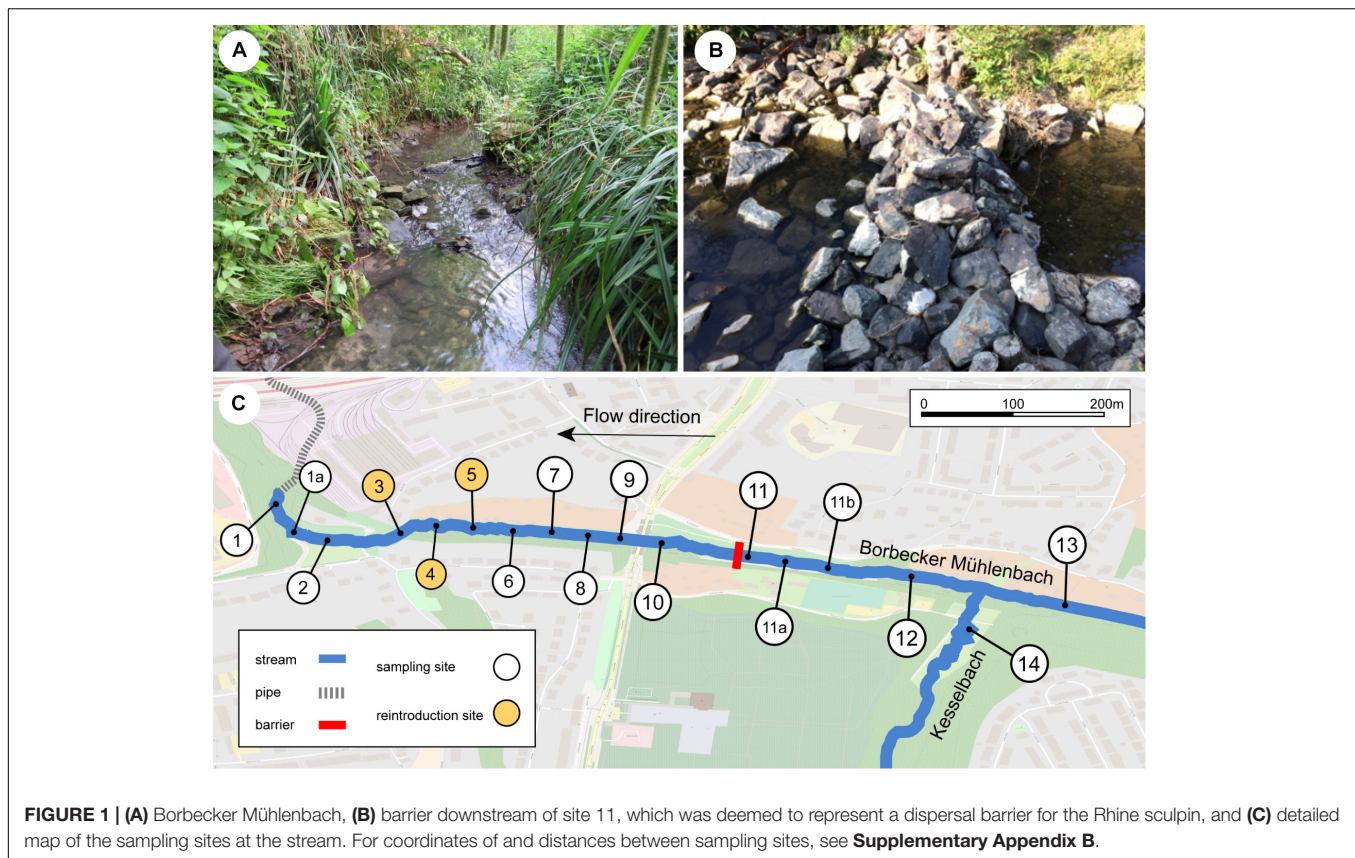 A
B
C
Flow direction
0 100 200m
1
1a
2
3
4
5
6
7
8
9
10
11
11a
11b
12
13
14
Borbecker Mühlenbach
Kesselbach
stream
pipe
barrier
sampling site
reintroduction site
FIGURE 1 | (A) Borbecker Mühlenbach, (B) barrier downstream of site 11, which was deemed to represent a dispersal barrier for the Rhine sculpin, and (C) detailed
map of the sampling sites at the stream. For coordinates of and distances between sampling sites, see Supplementary Appendix B.